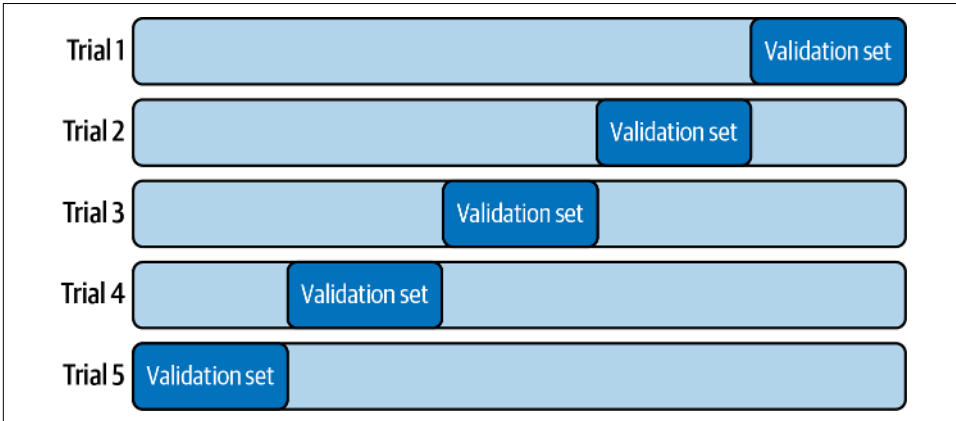 Trial 1 Validation set
Trial 2 Validation set
Trial 3 Validation set
Trial 4 Validation set
Trial 5 Validation set